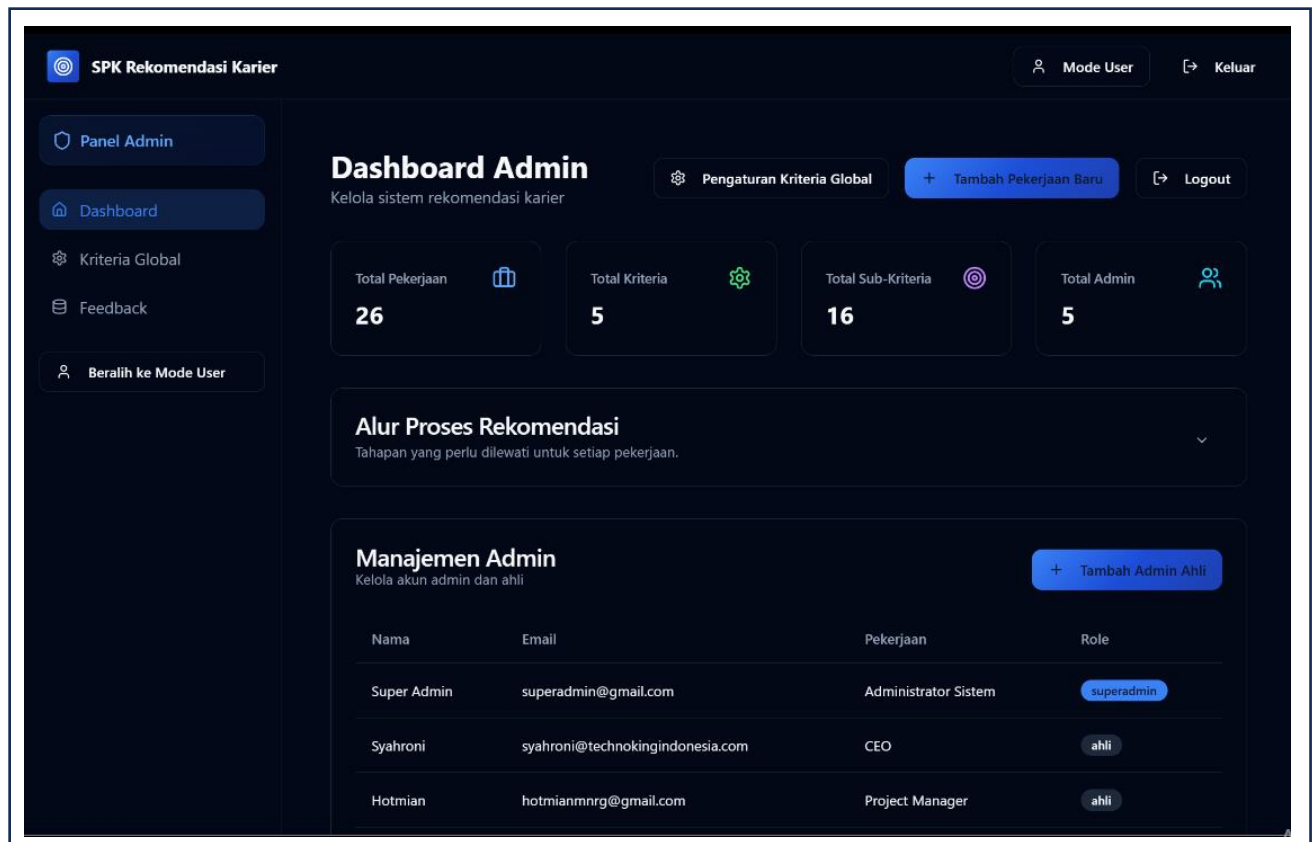 SPK Rekomendasi Karier
Mode User
Keluar
Panel Admin
Dashboard
Kriteria Global
Feedback
Beralih ke Mode User
Dashboard Admin
Kelola sistem rekomendasi karier
Pengaturan Kriteria Global
+ Tambah Pekerjaan Baru
Logout
Total Pekerjaan
26
Total Kriteria
5
Total Sub-Kriteria
16
Total Admin
5
Alur Proses Rekomendasi
Tahapan yang perlu dilewati untuk setiap pekerjaan.
Manajemen Admin
Kelola akun admin dan ahli
+ Tambah Admin Ahli
Nama Email Pekerjaan Role
Super Admin superadmin@gmail.com Administrator Sistem superadmin
Syahroni syahroni@technokingindonesia.com CEO ahli
Hotmian hotmianmnrg@gmail.com Project Manager ahli